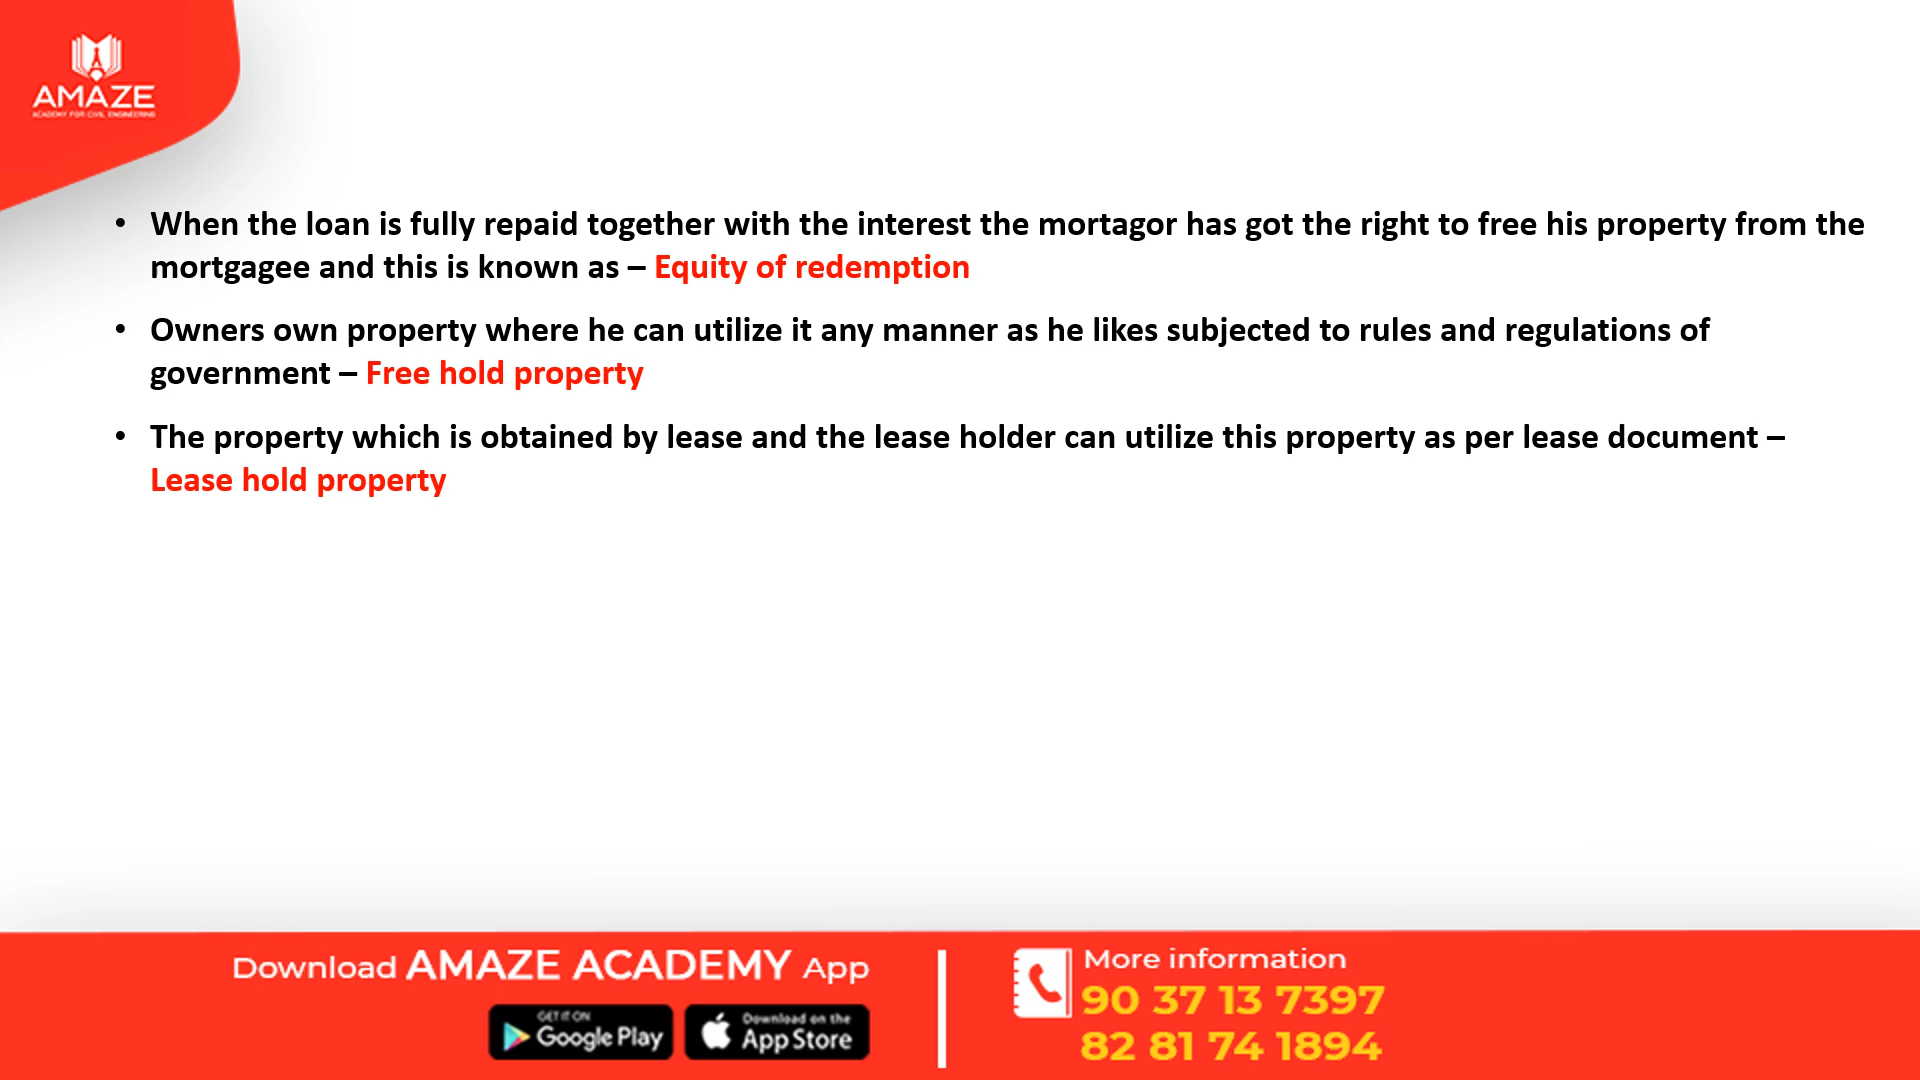 AMAZE
ACADEMY FOR CIVIL ENGINEERING
• When the loan is fully repaid together with the interest the mortagor has got the right to free his property from the
mortgagee and this is known as – Equity of redemption
• Owners own property where he can utilize it any manner as he likes subjected to rules and regulations of
government – Free hold property
• The property which is obtained by lease and the lease holder can utilize this property as per lease document –
Lease hold property
Download AMAZE ACADEMY App
GET IT ON
Google Play
Download on the
App Store
More information
90 37 13 7397
82 81 74 1894